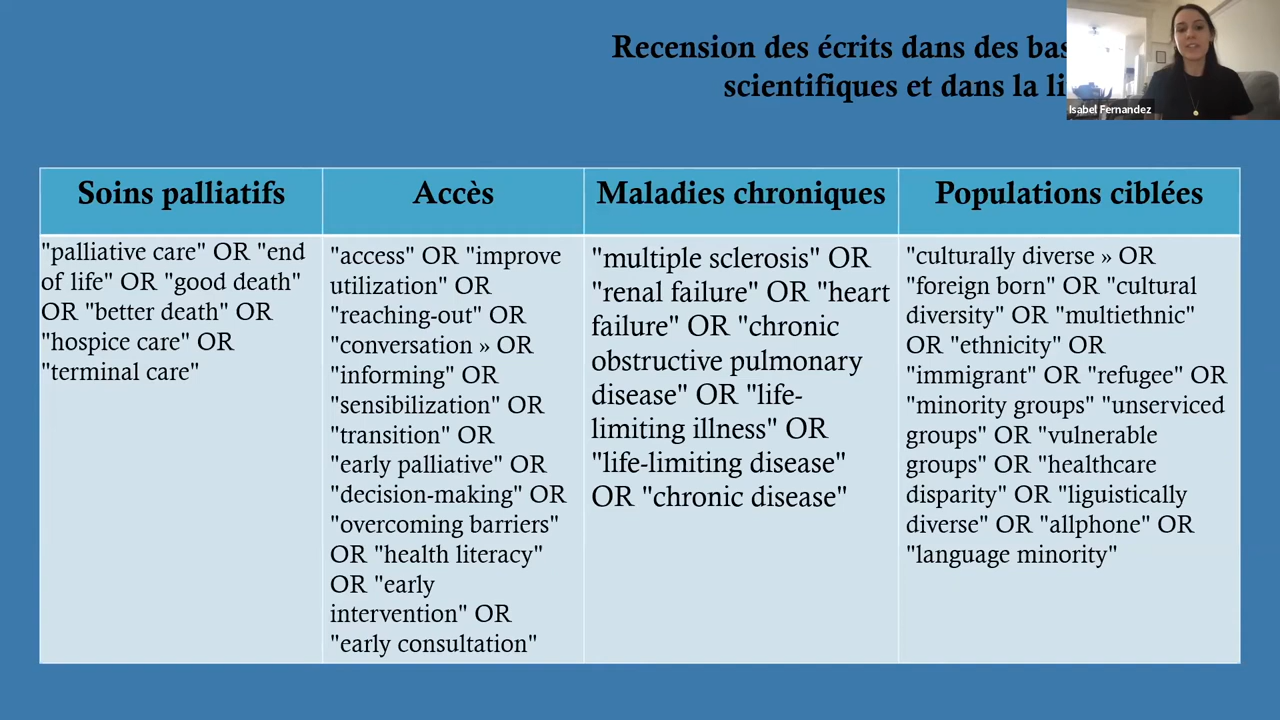 Recension des écrits dans des
scientifiques et dans la
Isabel Fernandez
Soins palliatifs
Accès
Maladies chroniques
Populations ciblées
"palliative care" OR "end
of life" OR "good death"
OR "better death" OR
"hospice care" OR
"terminal care"
"access" OR "improve
utilization" OR
"reaching-out" OR
"conversation » OR
"informing" OR
"sensibilization" OR
"transition" OR
"early palliative" OR
"decision-making" OR
"overcoming barriers"
OR "health literacy"
OR "early
intervention" OR
"early consultation"
"multiple sclerosis" OR
"renal failure" OR "heart
failure" OR "chronic
obstructive pulmonary
disease" OR "life-
limiting illness" OR
"life-limiting disease"
OR "chronic disease"
"culturally diverse » OR
"foreign born" OR "cultural
diversity" OR "multiethnic"
OR "ethnicity" OR
"immigrant" OR "refugee" OR
"minority groups" "unserviced
groups" OR "vulnerable
groups" OR "healthcare
disparity" OR "liguistically
diverse" OR "allphone" OR
"language minority"